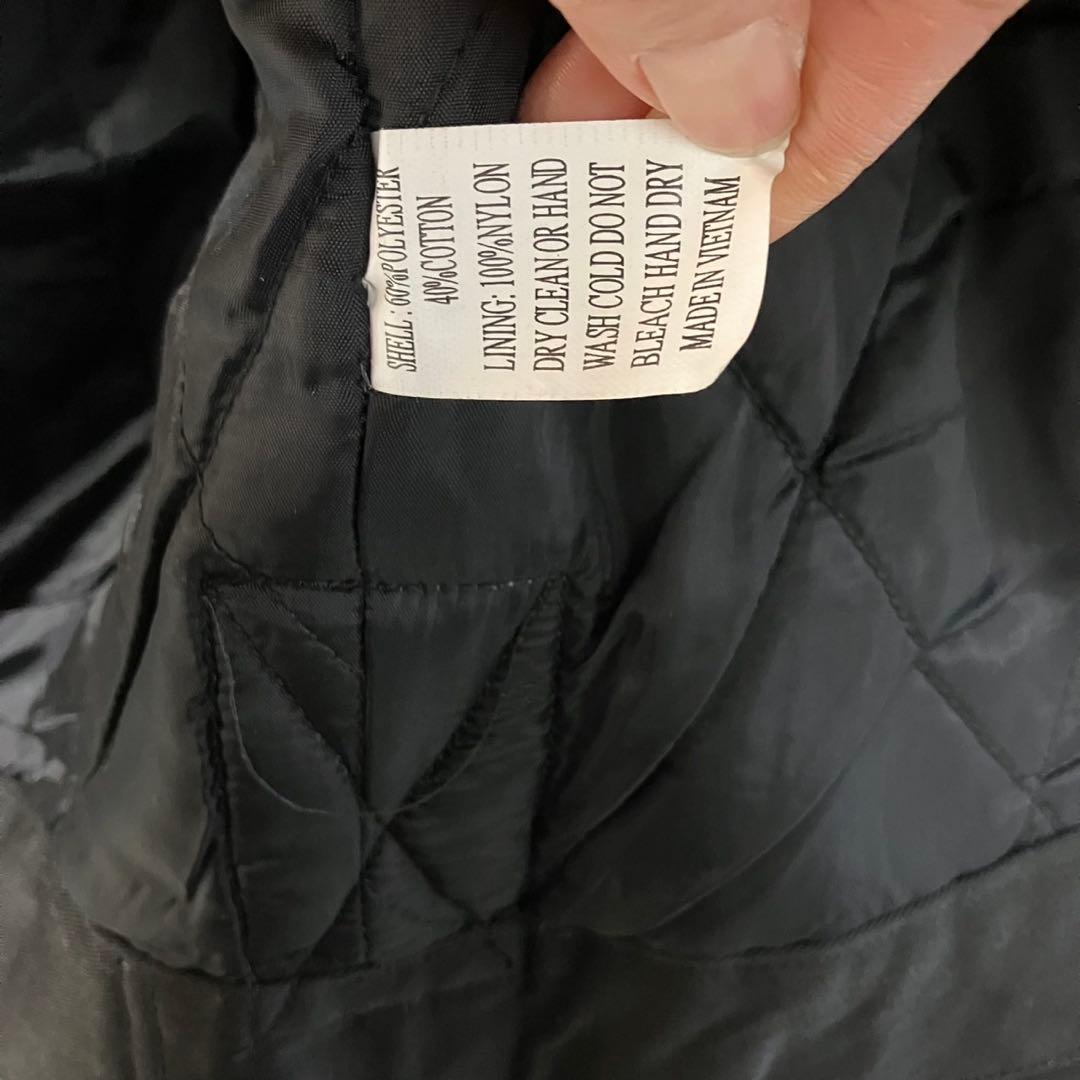 SHELL : 60%POLYESTER
40%COTTON
LINING: 100%NYLON
DRY CLEAN OR HAND
WASH COLD DO NOT
BLEACH HAND DRY
MADE IN VIETNAM